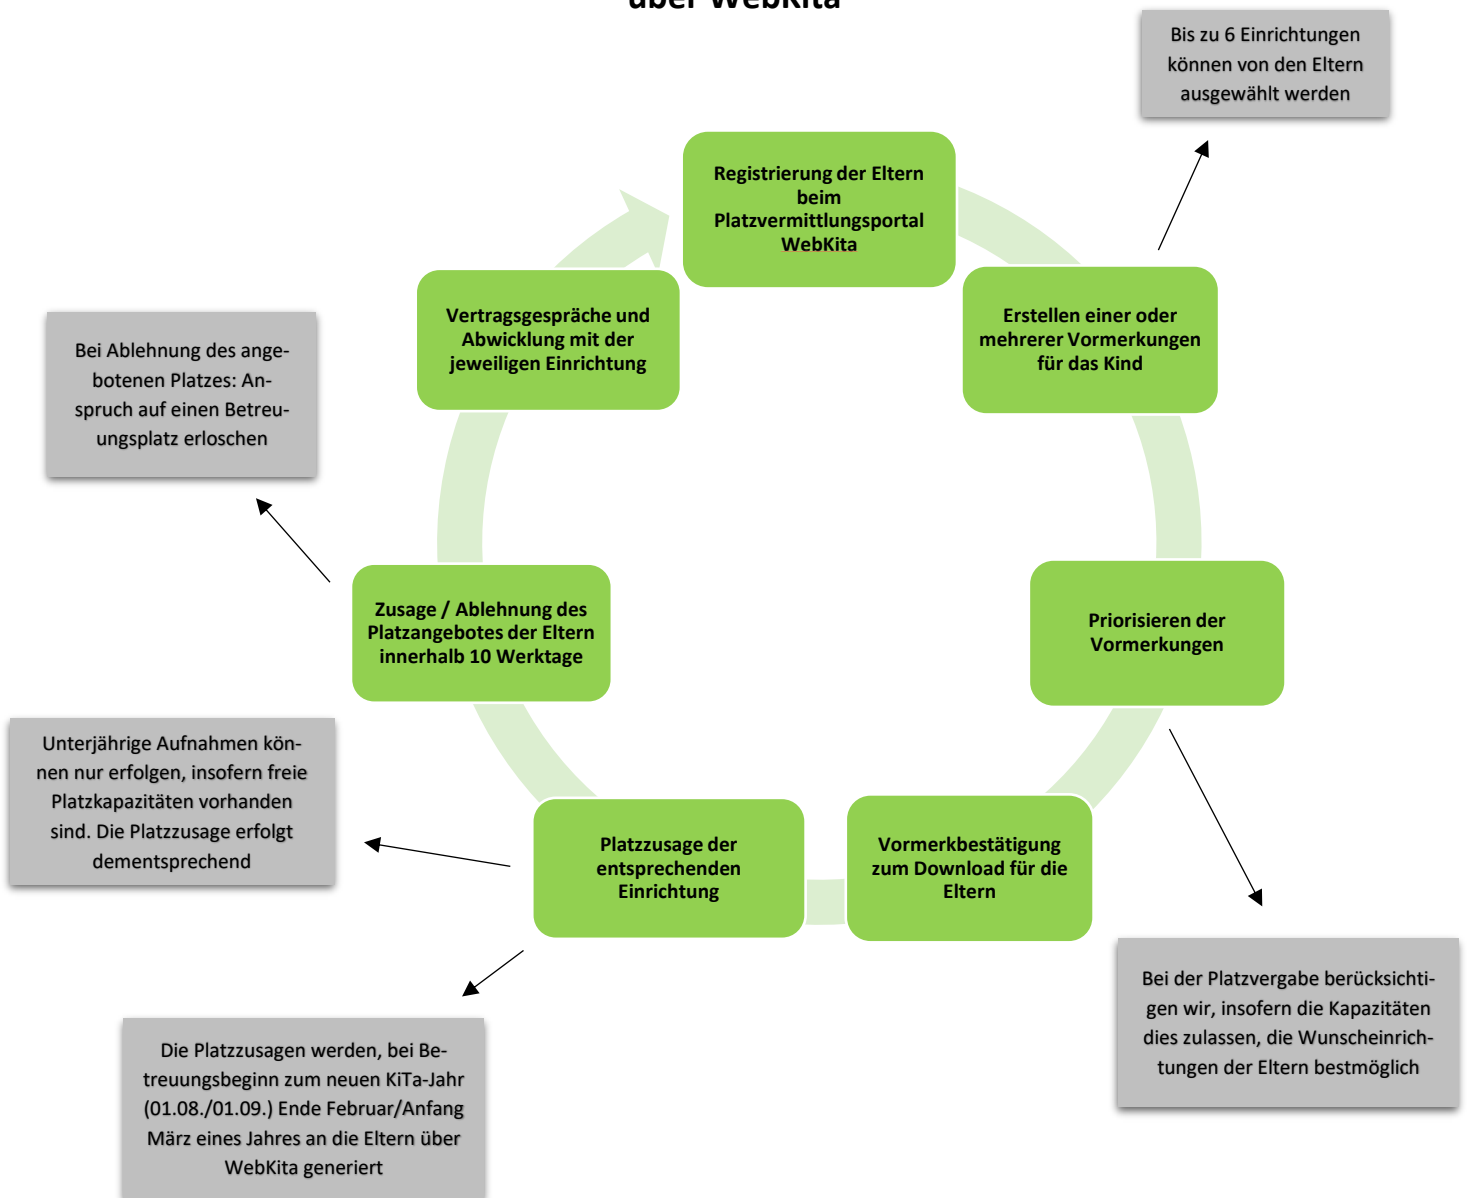 über WebKita
Bis zu 6 Einrichtungen
können von den Eltern
ausgewählt werden
Registrierung der Eltern
beim
Platzvermittlungsportal
WebKita
Erstellen einer oder
mehrerer Vormerkungen
für das Kind
Priorisieren der
Vormerkungen
Bei der Platzvergabe berücksichti-
gen wir, insofern die Kapazitäten
dies zulassen, die Wunscheinrich-
tungen der Eltern bestmöglich
Vormerkbestätigung
zum Download für die
Eltern
Platzzusage der
entsprechenden
Einrichtung
Die Platzzusagen werden, bei Be-
treuungsbeginn zum neuen KiTa-Jahr
(01.08./01.09.) Ende Februar/Anfang
März eines Jahres an die Eltern über
WebKita generiert
Unterjährige Aufnahmen kön-
nen nur erfolgen, insofern freie
Platzkapazitäten vorhanden
sind. Die Platzzusage erfolgt
dementsprechend
Zusage / Ablehnung des
Platzangebotes der Eltern
innerhalb 10 Werktage
Bei Ablehnung des ange-
botenen Platzes: An-
spruch auf einen Betreu-
ungsplatz erloschen
Vertragsgespräche und
Abwicklung mit der
jeweiligen Einrichtung